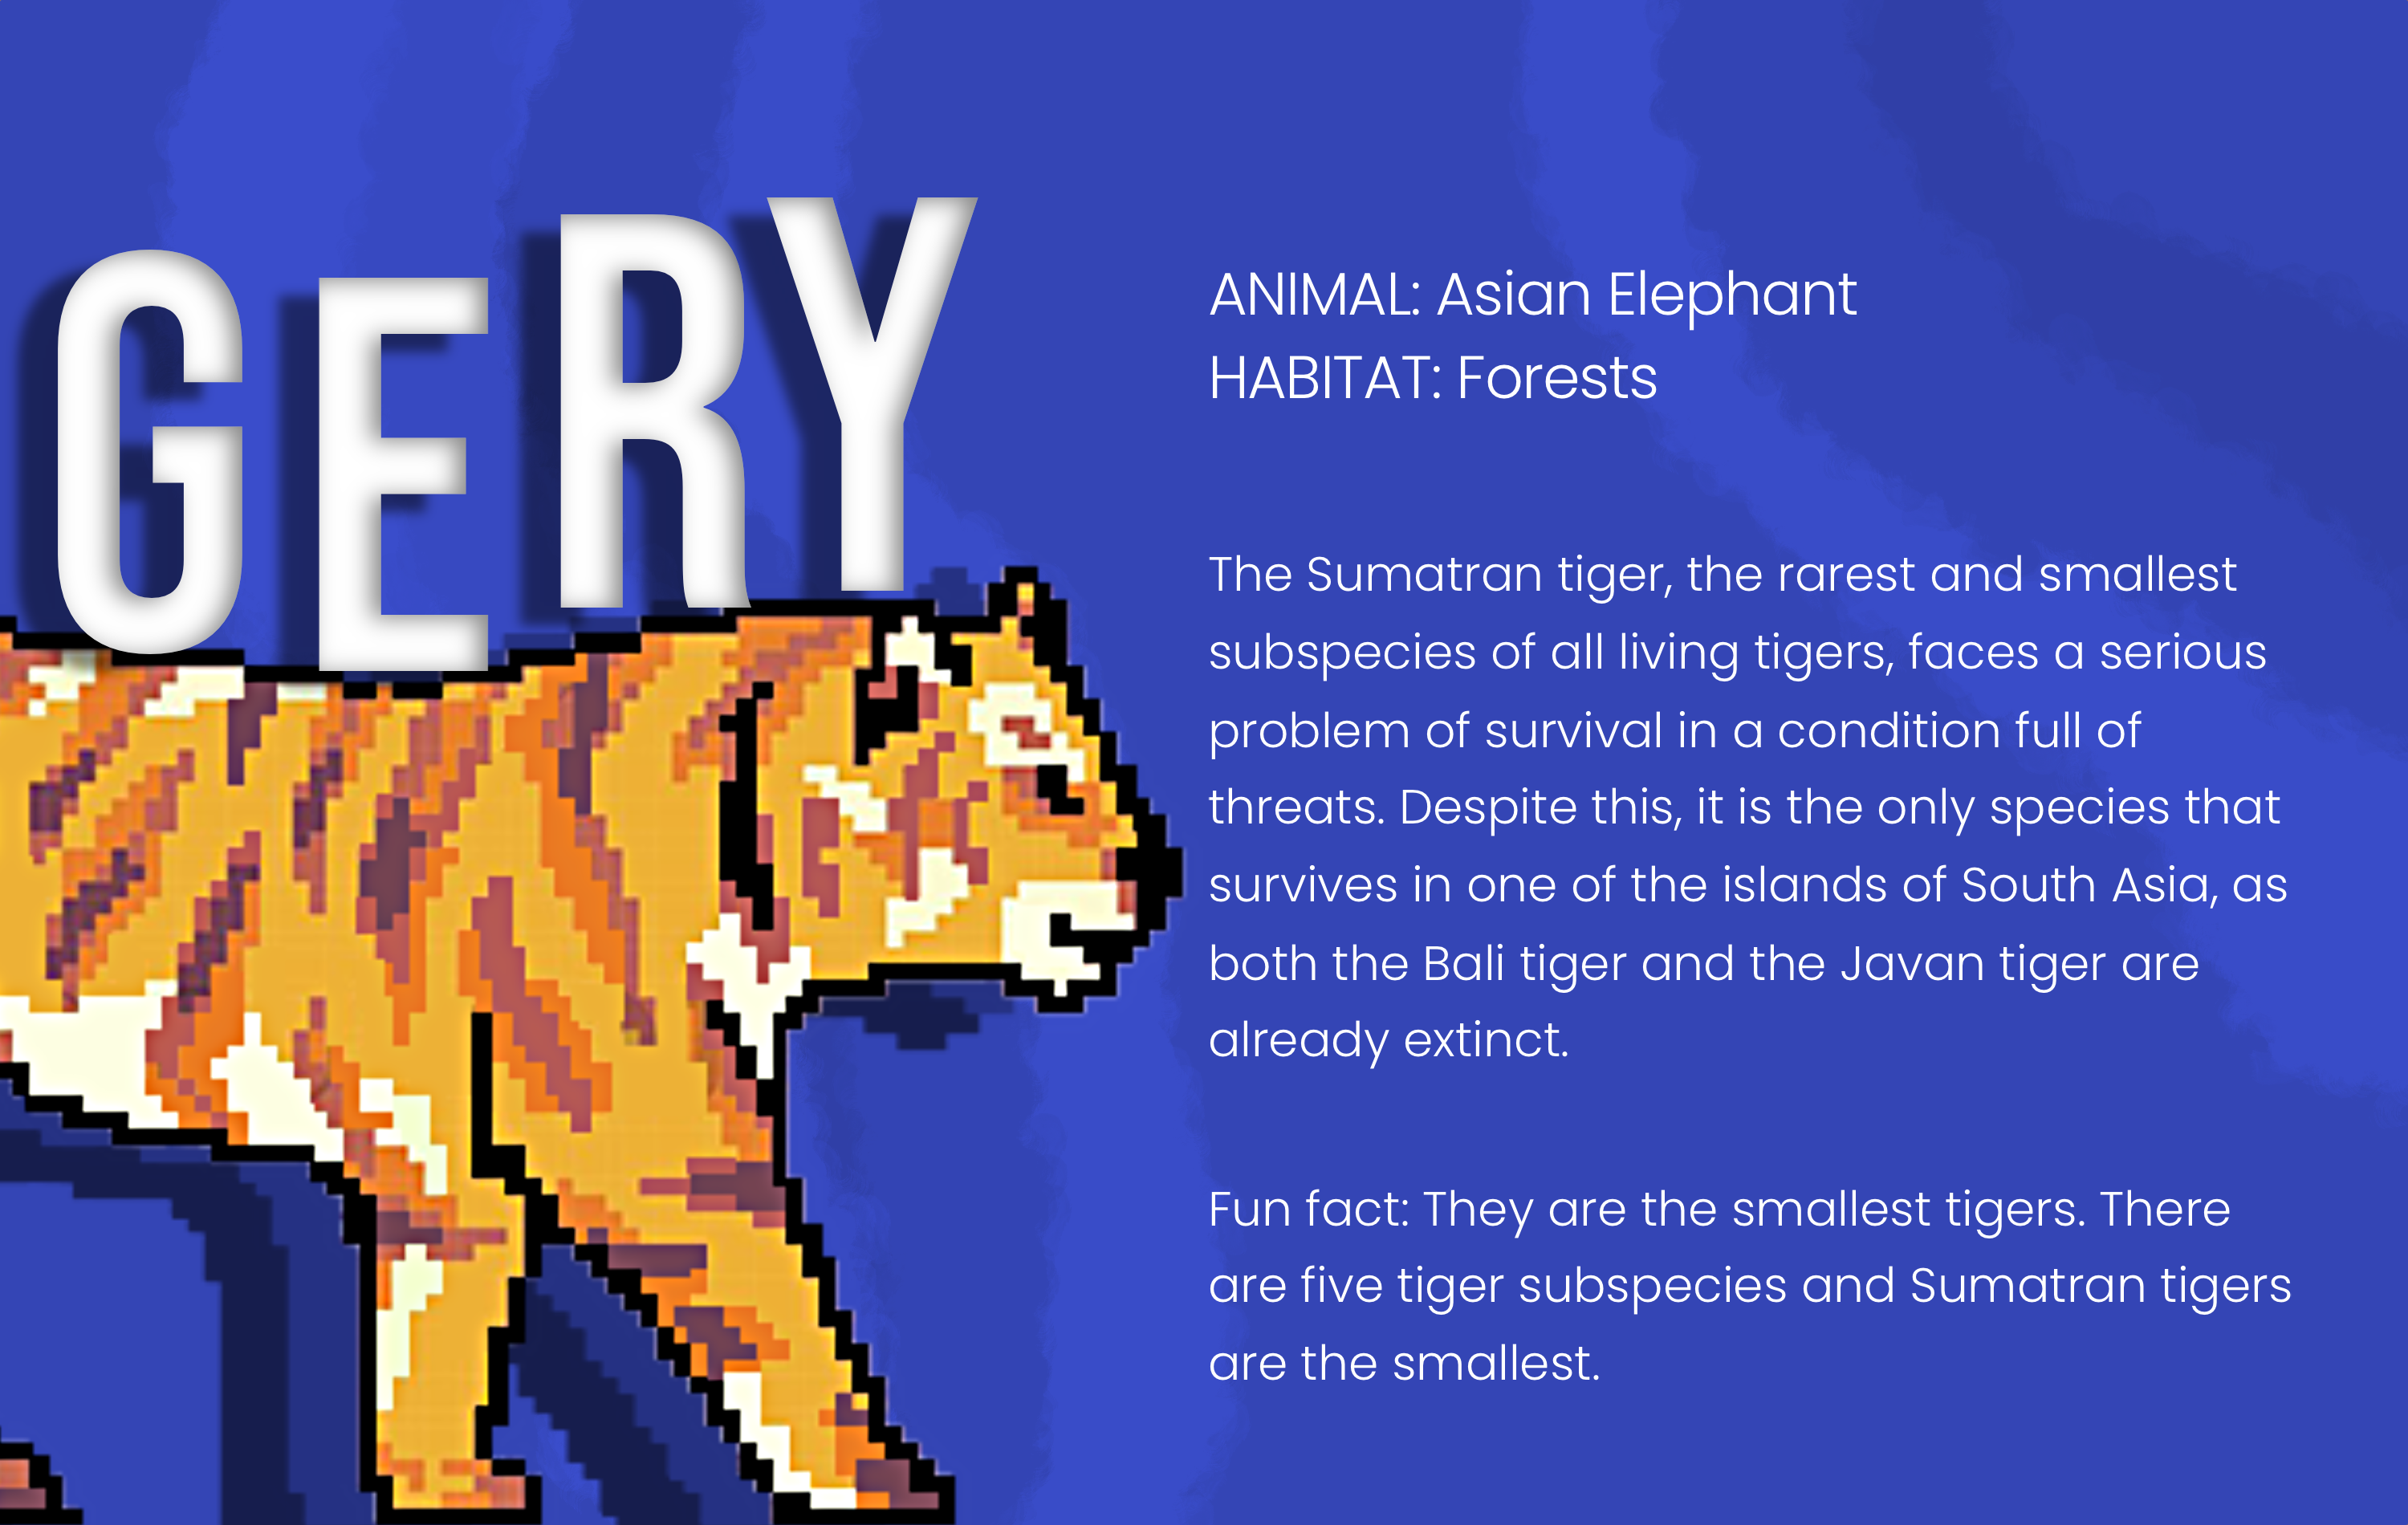 GERY
ANIMAL: Asian Elephant
HABITAT: Forests
The Sumatran tiger, the rarest and smallest
subspecies of all living tigers, faces a serious
problem of survival in a condition full of
threats. Despite this, it is the only species that
survives in one of the islands of South Asia, as
both the Bali tiger and the Javan tiger are
already extinct.
Fun fact: They are the smallest tigers. There
are five tiger subspecies and Sumatran tigers
are the smallest.